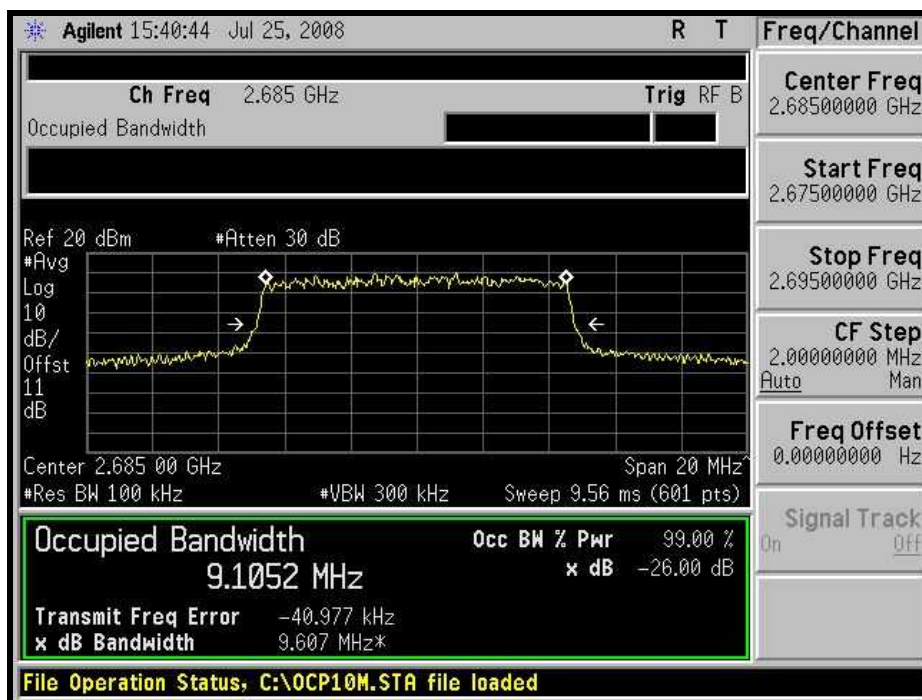 Agilent 15:40:44 Jul 25, 2008 R T
Freq/Channel
Ch Freq 2.685 GHz Trig RF B
Occupied Bandwidth
Center Freq
2.68500000 GHz
Start Freq
2.67500000 GHz
Stop Freq
2.69500000 GHz
CF Step
2.00000000 MHz
Auto Man
Freq Offset
0.00000000 Hz
Signal Track
On Off
Ref 20 dBm #Atten 30 dB
#Avg
Log
10
dB/
Offst
11
dB
Center 2.685 00 GHz Span 20 MHz^
#Res BW 100 kHz #VBW 300 kHz Sweep 9.56 ms (601 pts)
Occupied Bandwidth Occ BW % Pwr 99.00 %
9.1052 MHz x dB -26.00 dB
Transmit Freq Error -40.977 kHz
x dB Bandwidth 9.607 MHz*
File Operation Status, C:\OCP10M.STA file loaded